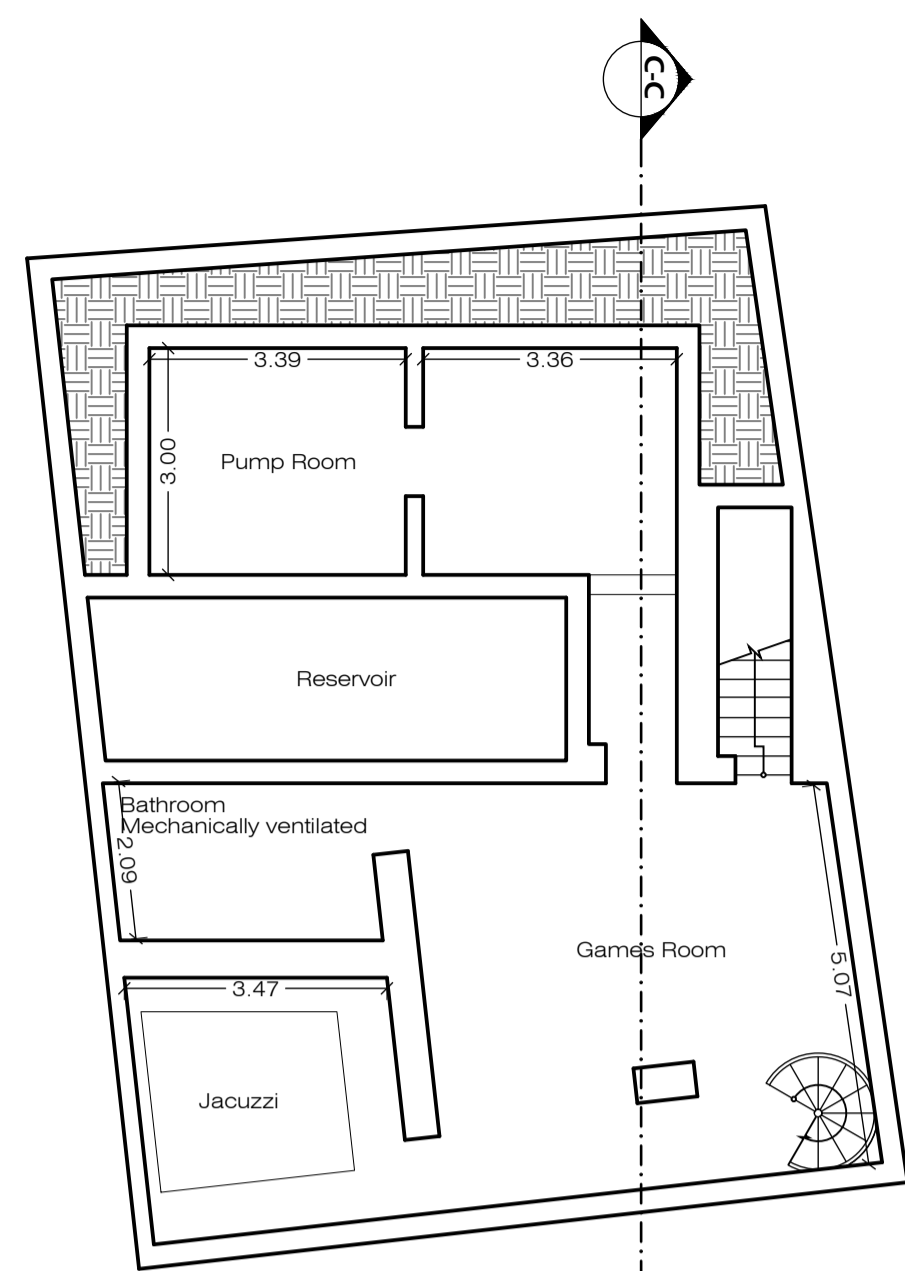 C-C
3.39
3.36
3.00
Pump Room
Reservoir
Bathroom
Mechanically ventilated
2.09
Games Room
5.07
3.47
Jacuzzi